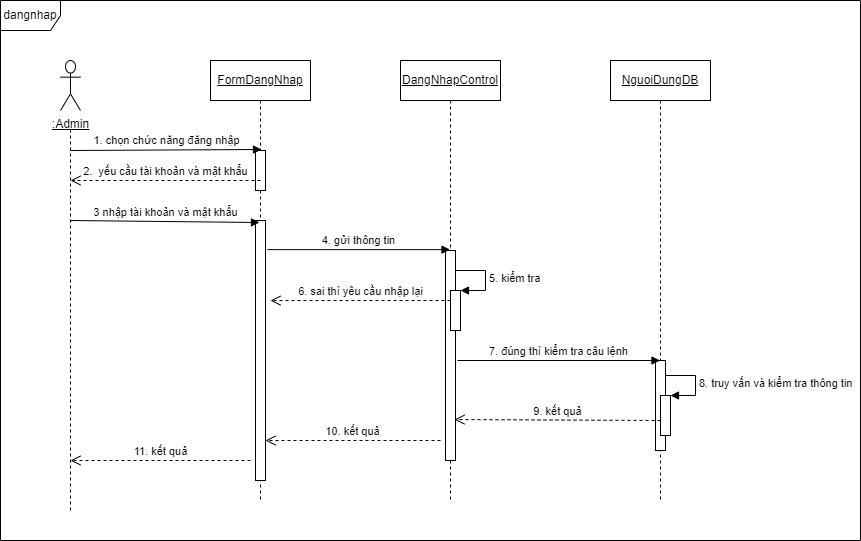 dangnhap
FormDangNhap
DangNhapControl
NguoiDungDB
:Admin
1. chọn chức năng đăng nhập
2. yếu cầu tài khoản và mật khẩu
3 nhập tài khoản và mật khẩu
4. gửi thông tin
5. kiểm tra
6. sai thì yêu cầu nhập lại
7. đúng thì kiểm tra câu lệnh
8. truy vấn và kiểm tra thông tin
9. kết quả
10. kết quả
11. kết quả